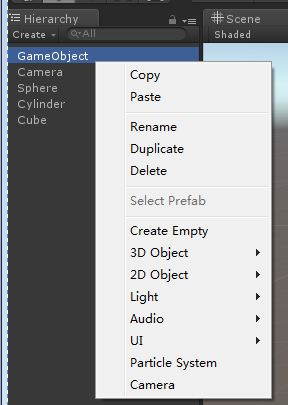 Hierarchy
Scene
Create
All
Shaded
GameObject
Camera
Sphere
Cylinder
Cube
Copy
Paste
Rename
Duplicate
Delete
Select Prefab
Create Empty
3D Object
2D Object
Light
Audio
UI
Particle System
Camera